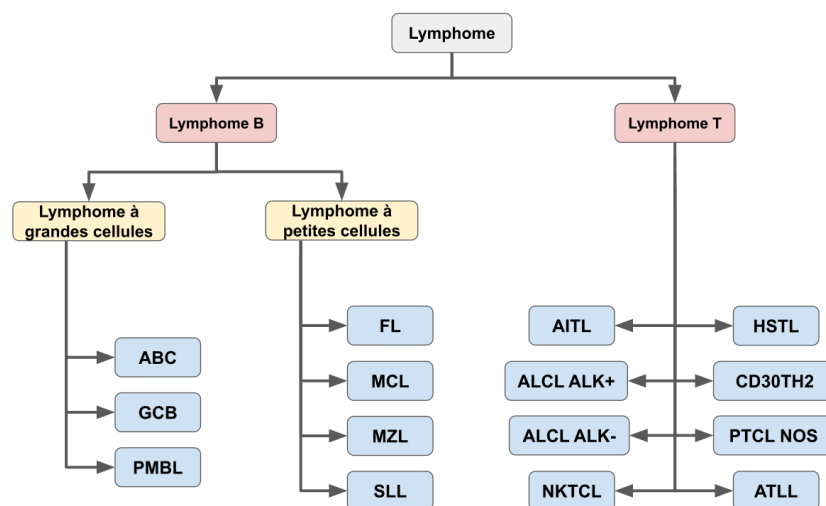 Lymphome
Lymphome B
Lymphome T
Lymphome à
grandes cellules
Lymphome à
petites cellules
ABC
GCB
PMBL
FL
MCL
MZL
SLL
AITL
HSTL
ALCL ALK+
CD30TH2
ALCL ALK-
PTCL NOS
NKTCL
ATLL